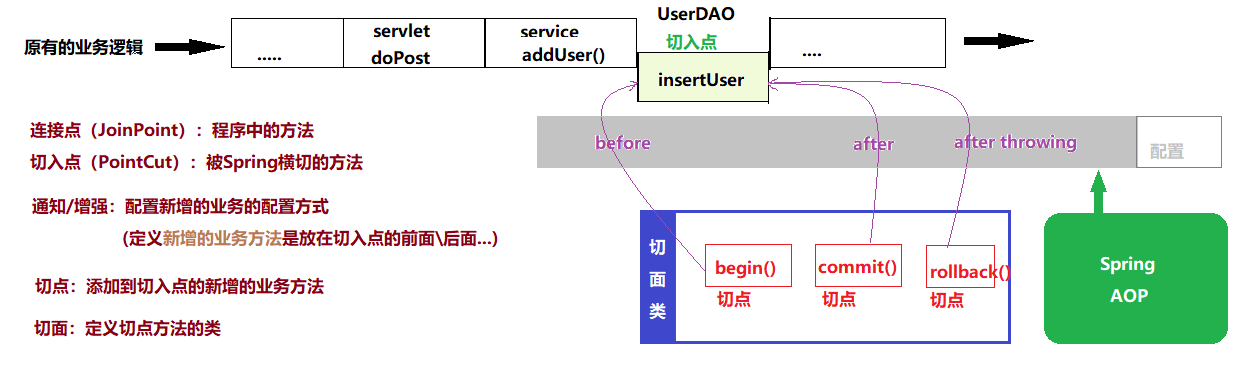 原有的业务逻辑
.....
servlet
doPost
service
addUser()
UserDAO
切入点
insertUser
....
连接点（JoinPoint）：程序中的方法
切入点（PointCut）：被Spring横切的方法
通知/增强：配置新增的业务的配置方式
(定义新增的业务方法是放在切入点的前面\后面...)
切点：添加到切入点的新增的业务方法
切面：定义切点方法的类
before
after
after throwing
配置
切面类
begin()
切点
commit()
切点
rollback()
切点
Spring
AOP